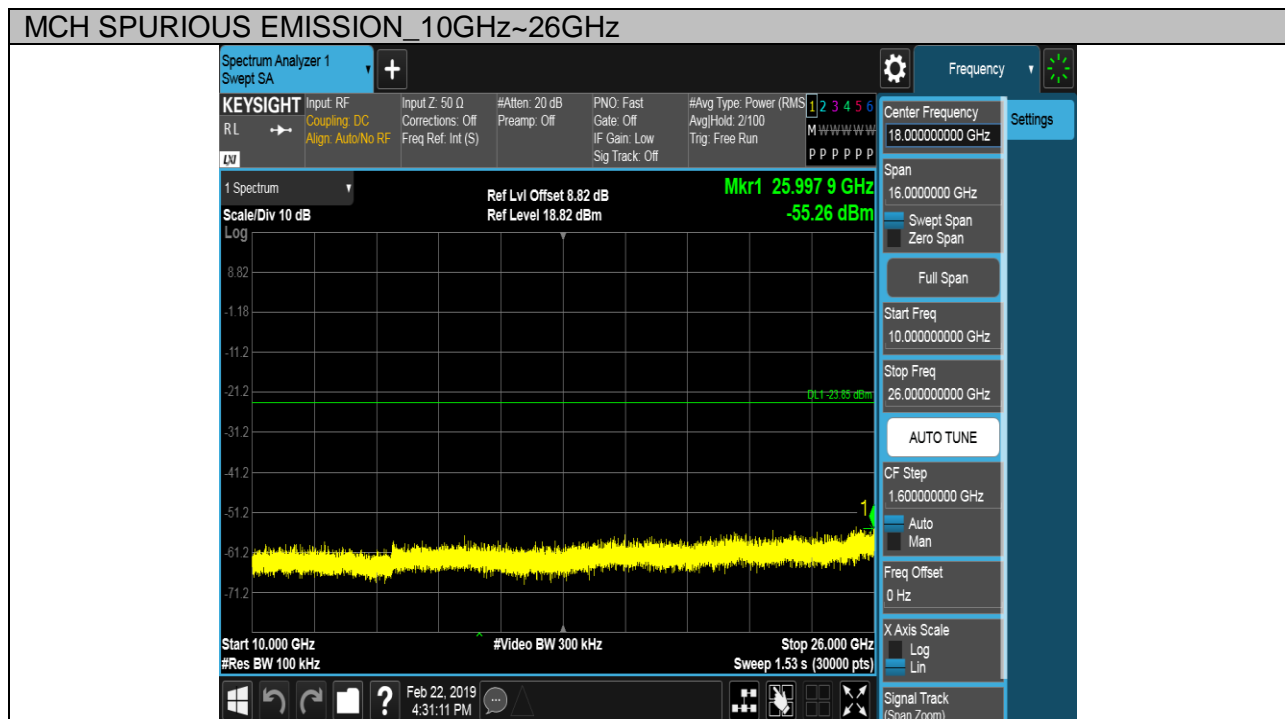 MCH SPURIOUS EMISSION_10GHz~26GHz
Spectrum Analyzer 1
Swept SA
+
Frequency
KEYSIGHT
RL
LXI
Input: RF
Coupling: DC
Align: Auto/No RF
Input Z: 50 Ω
Corrections: Off
Freq Ref: Int (S)
#Atten: 20 dB
Preamp: Off
PNO: Fast
Gate: Off
IF Gain: Low
Sig Track: Off
#Avg Type: Power (RMS
Avg|Hold: 2/100
Trig: Free Run
1 2 3 4 5 6
M W W W W W
P P P P P P
1 Spectrum
Scale/Div 10 dB
Log
Ref Lvl Offset 8.82 dB
Ref Level 18.82 dBm
Mkr1 25.997 9 GHz
-55.26 dBm
8.82
-1.18
-11.2
-21.2
DL1 -23.85 dBm
-31.2
-41.2
-51.2
1
-61.2
-71.2
Start 10.000 GHz
#Res BW 100 kHz
#Video BW 300 kHz
Stop 26.000 GHz
Sweep 1.53 s (30000 pts)
?
Feb 22, 2019
4:31:11 PM
Center Frequency
18.000000000 GHz
Settings
Span
16.0000000 GHz
Swept Span
Zero Span
Full Span
Start Freq
10.000000000 GHz
Stop Freq
26.000000000 GHz
AUTO TUNE
CF Step
1.600000000 GHz
Auto
Man
Freq Offset
0 Hz
X Axis Scale
Log
Lin
Signal Track
(Span Zoom)